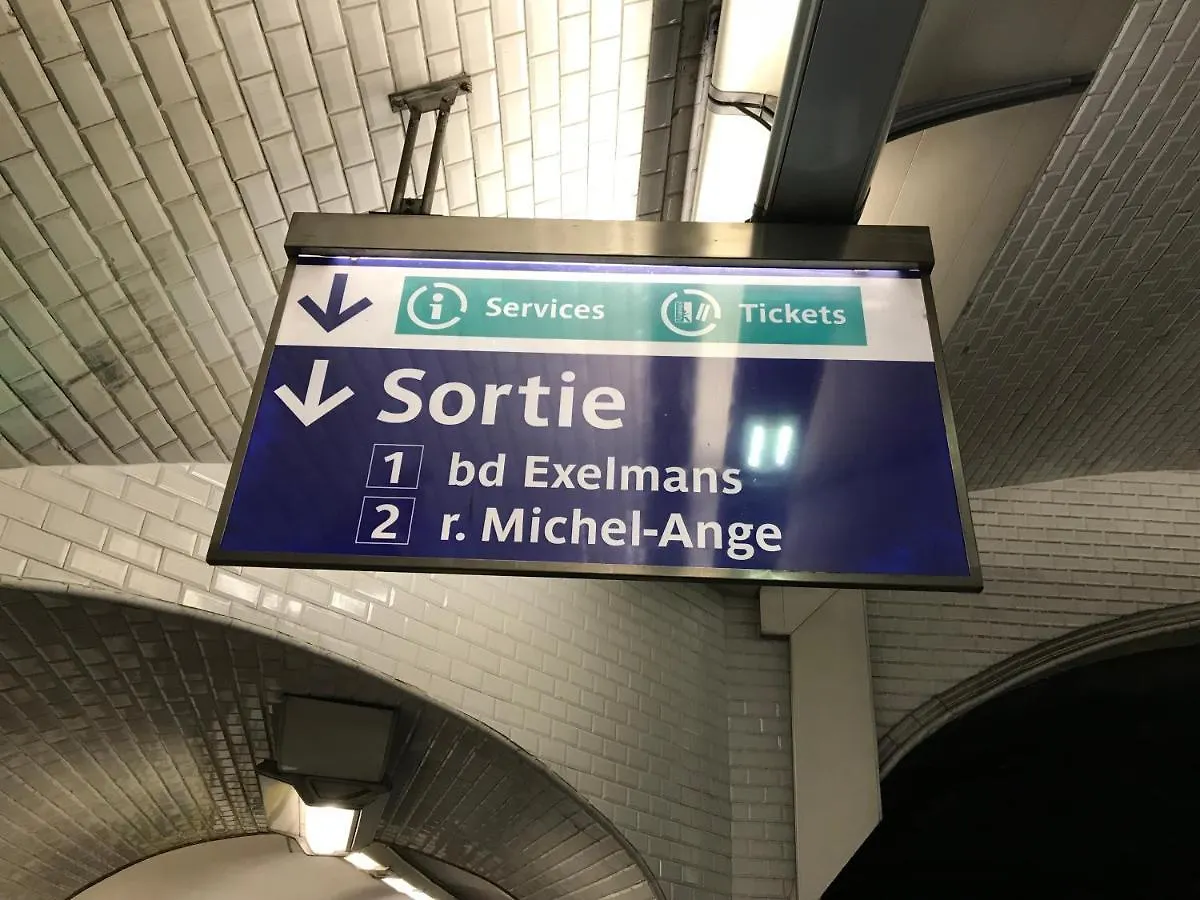 Services Tickets
Sortie
1 bd Exelmans
2 r. Michel-Ange